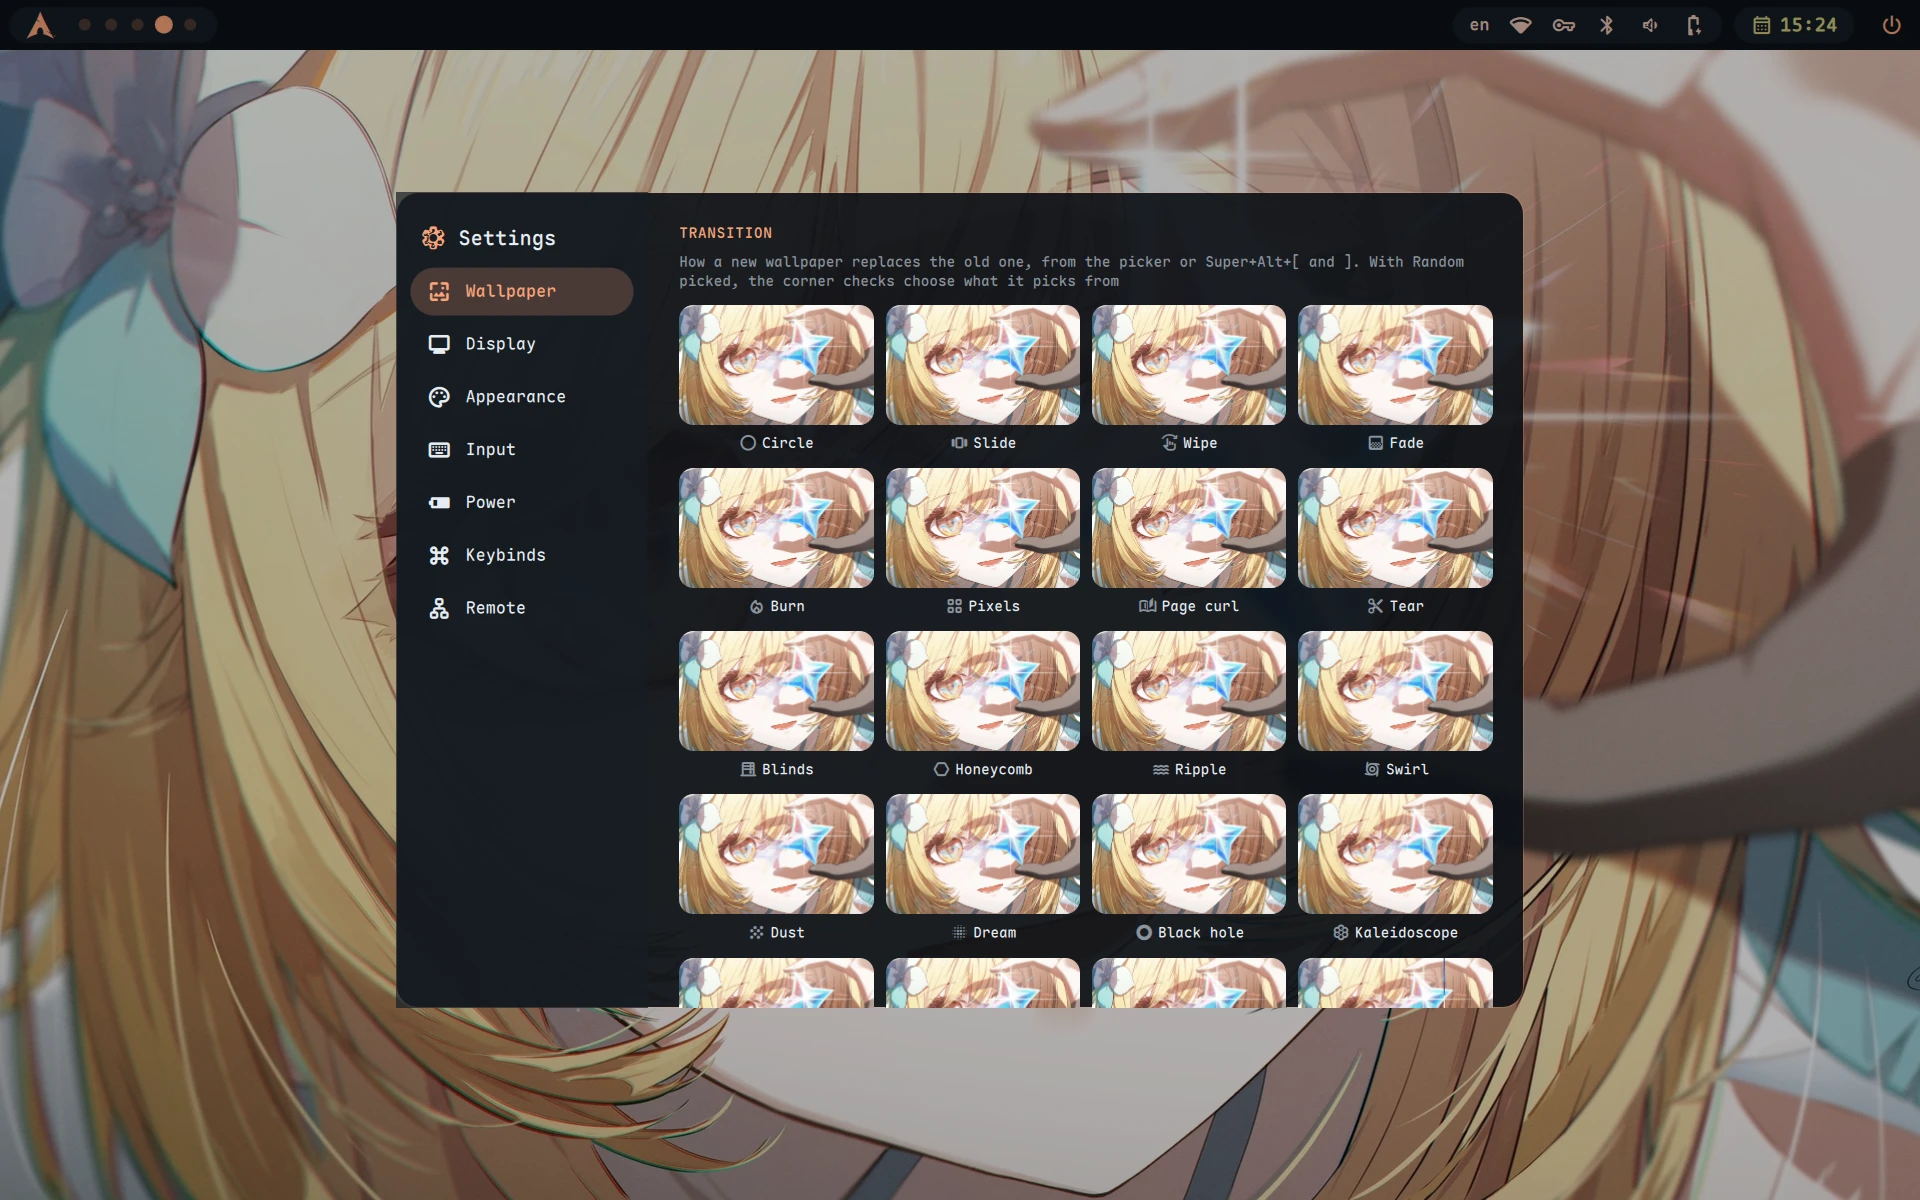 en
15:24
Settings
Wallpaper
Display
Appearance
Input
Power
Keybinds
Remote
TRANSITION
How a new wallpaper replaces the old one, from the picker or Super+Alt+[ and ]. With Random
picked, the corner checks choose what it picks from
Circle
Slide
Wipe
Fade
Burn
Pixels
Page curl
Tear
Blinds
Honeycomb
Ripple
Swirl
Dust
Dream
Black hole
Kaleidoscope